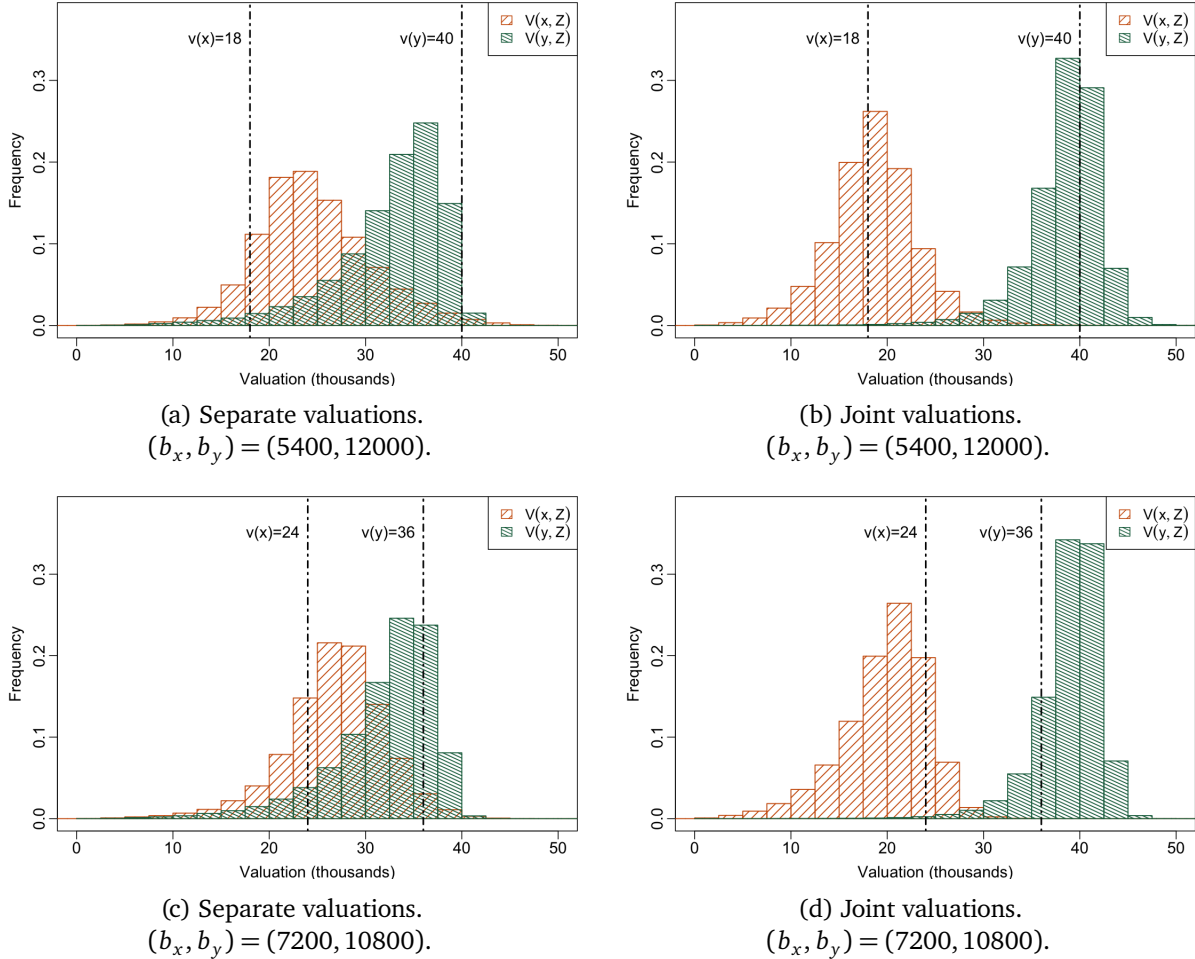 V(x, Z)
V(y, Z)
v(x)=18
v(y)=40
Frequency
0.0
0.1
0.2
0.3
0
10
20
30
40
50
Valuation (thousands)
(a) Separate valuations.
(bₓ, b_y) = (5400, 12000).
V(x, Z)
V(y, Z)
v(x)=18
v(y)=40
Frequency
0.0
0.1
0.2
0.3
0
10
20
30
40
50
Valuation (thousands)
(b) Joint valuations.
(bₓ, b_y) = (5400, 12000).
V(x, Z)
V(y, Z)
v(x)=24
v(y)=36
Frequency
0.0
0.1
0.2
0.3
0
10
20
30
40
50
Valuation (thousands)
(c) Separate valuations.
(bₓ, b_y) = (7200, 10800).
V(x, Z)
V(y, Z)
v(x)=24
v(y)=36
Frequency
0.0
0.1
0.2
0.3
0
10
20
30
40
50
Valuation (thousands)
(d) Joint valuations.
(bₓ, b_y) = (7200, 10800).